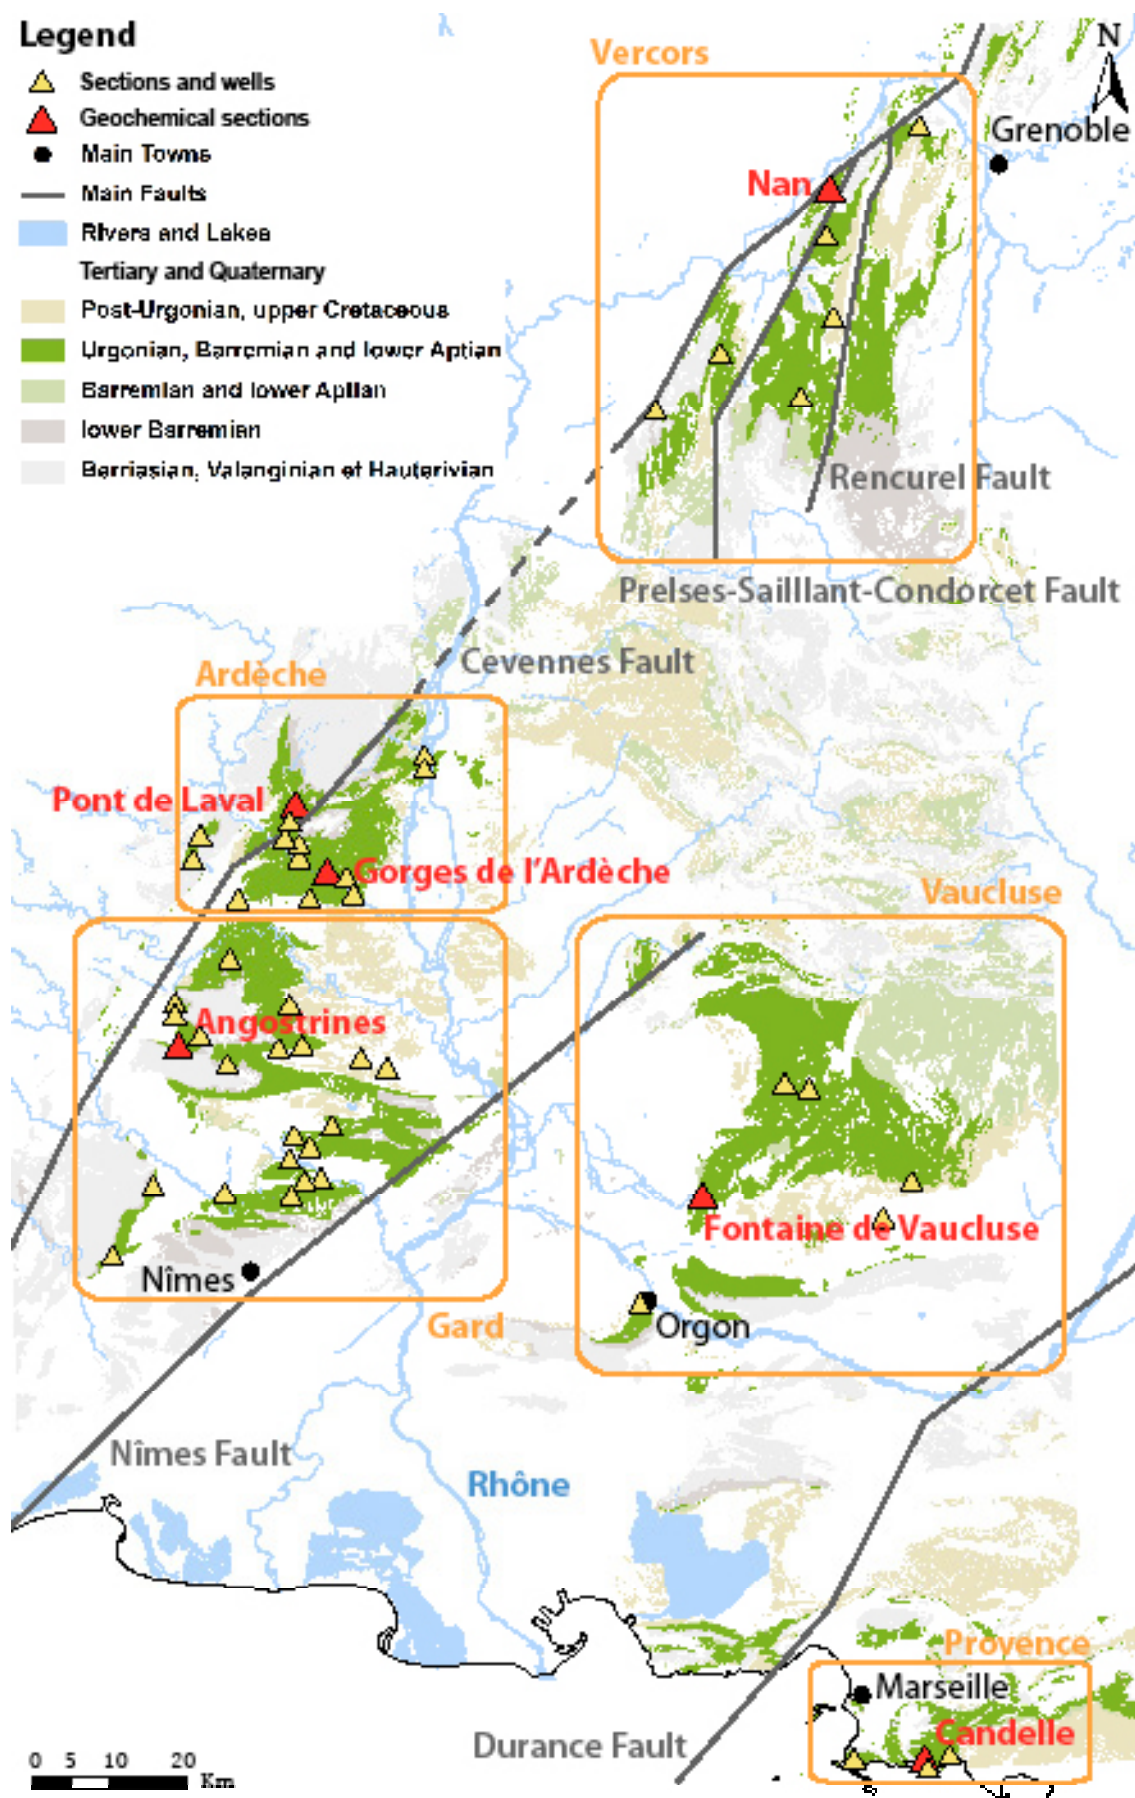 Legend
Sections and wells
Geochemical sections
Main Towns
Main Faults
Rivers and Lakes
Tertiary and Quaternary
Post-Urgonian, upper Cretaceous
Urgonian, Barremian and lower Aptian
Barremian and lower Aptian
lower Barremian
Berriasian, Valanginian et Hauterivian
Vercors
N
Grenoble
Nan
Rencurel Fault
Prelses-Sailllant-Condorcet Fault
Cevennes Fault
Ardèche
Pont de Laval
Gorges de l'Ardèche
Vaucluse
Angostrines
Fontaine de Vaucluse
Nîmes
Orgon
Gard
Nîmes Fault
Rhône
Provence
Marseille
Candelle
Durance Fault
0 5 10 20
Km